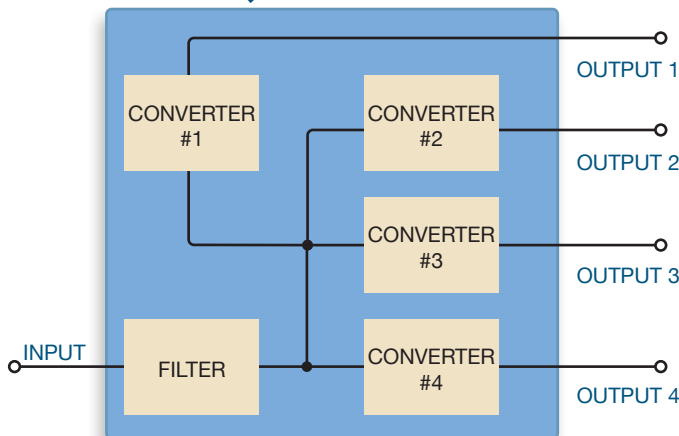 OUTPUT 1
CONVERTER
#1
CONVERTER
#2
OUTPUT 2
CONVERTER
#3
OUTPUT 3
INPUT
FILTER
CONVERTER
#4
OUTPUT 4